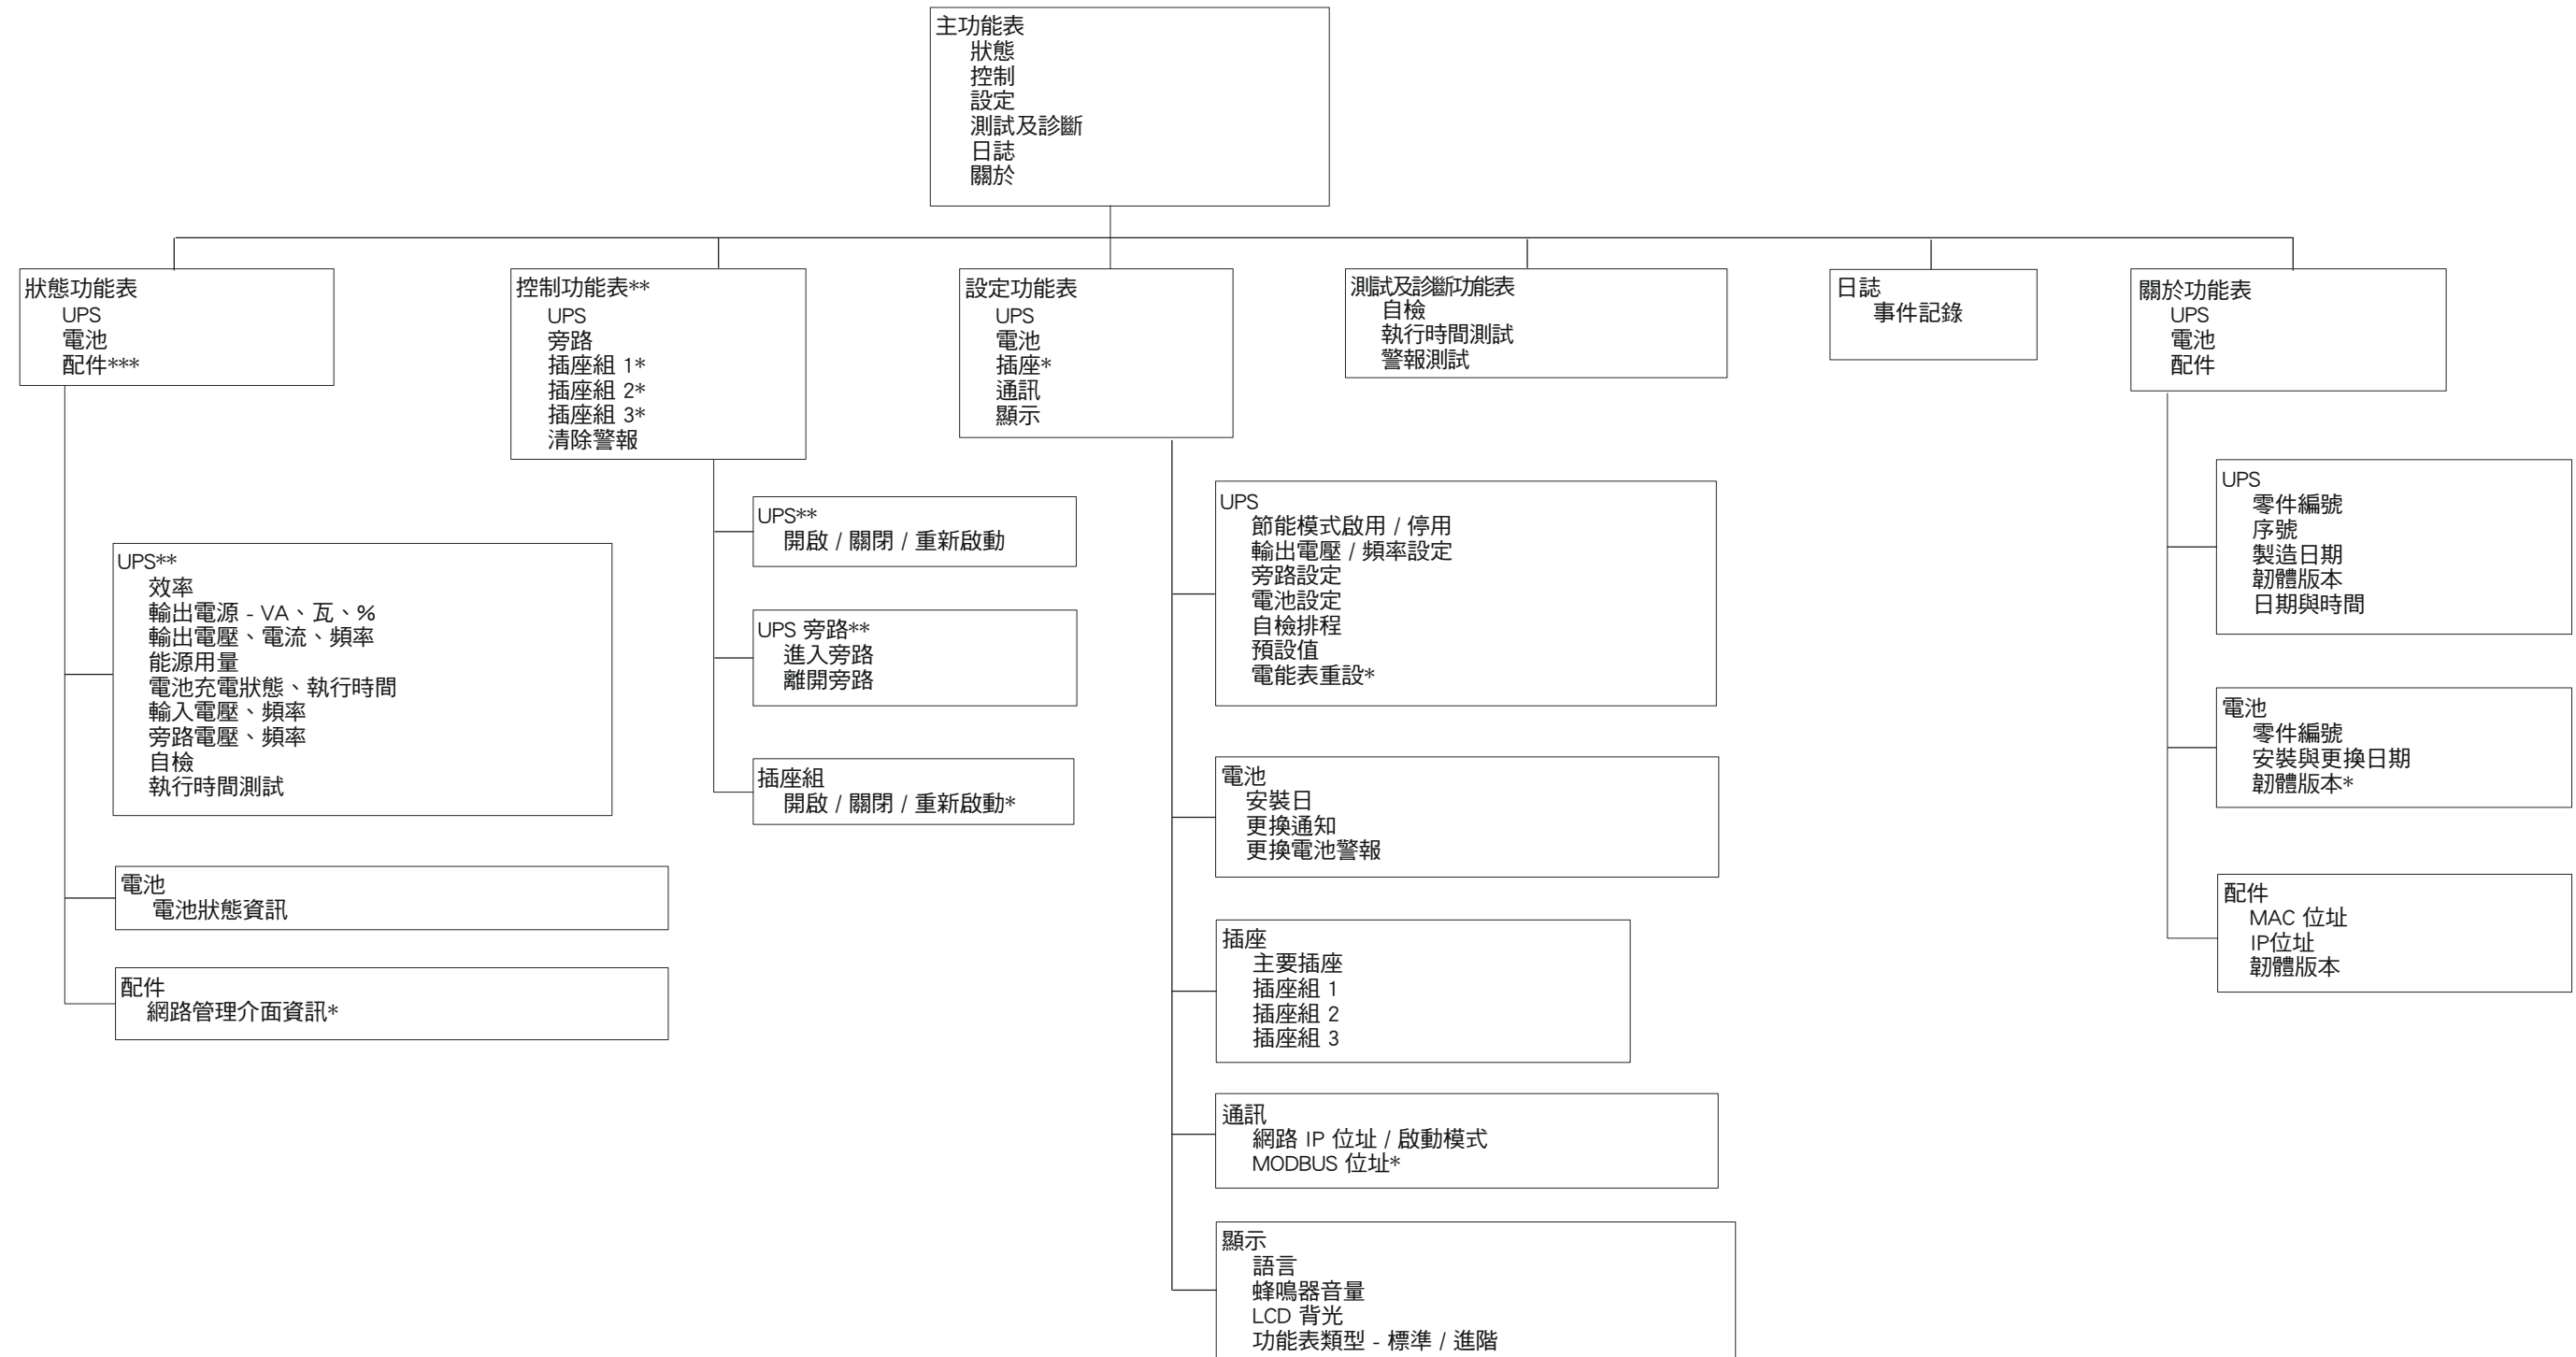 主功能表
狀態
控制
設定
測試及診斷
日誌
關於
狀態功能表
UPS
電池
配件***
UPS**
效率
輸出電源 - VA、瓦、%
輸出電壓、電流、頻率
能源用量
電池充電狀態、執行時間
輸入電壓、頻率
旁路電壓、頻率
自檢
執行時間測試
電池
電池狀態資訊
配件
網路管理介面資訊*
控制功能表**
UPS
旁路
插座組 1*
插座組 2*
插座組 3*
清除警報
UPS**
開啟 / 關閉 / 重新啟動
UPS 旁路**
進入旁路
離開旁路
插座組
開啟 / 關閉 / 重新啟動*
設定功能表
UPS
電池
插座*
通訊
顯示
UPS
節能模式啟用 / 停用
輸出電壓 / 頻率設定
旁路設定
電池設定
自檢排程
預設值
電能表重設*
電池
安裝日
更換通知
更換電池警報
插座
主要插座
插座組 1
插座組 2
插座組 3
通訊
網路 IP 位址 / 啟動模式
MODBUS 位址*
顯示
語言
蜂鳴器音量
LCD 背光
功能表類型 - 標準 / 進階
測試及診斷功能表
自檢
執行時間測試
警報測試
日誌
事件記錄
關於功能表
UPS
電池
配件
UPS
零件編號
序號
製造日期
韌體版本
日期與時間
電池
零件編號
安裝與更換日期
韌體版本*
配件
MAC 位址
IP位址
韌體版本